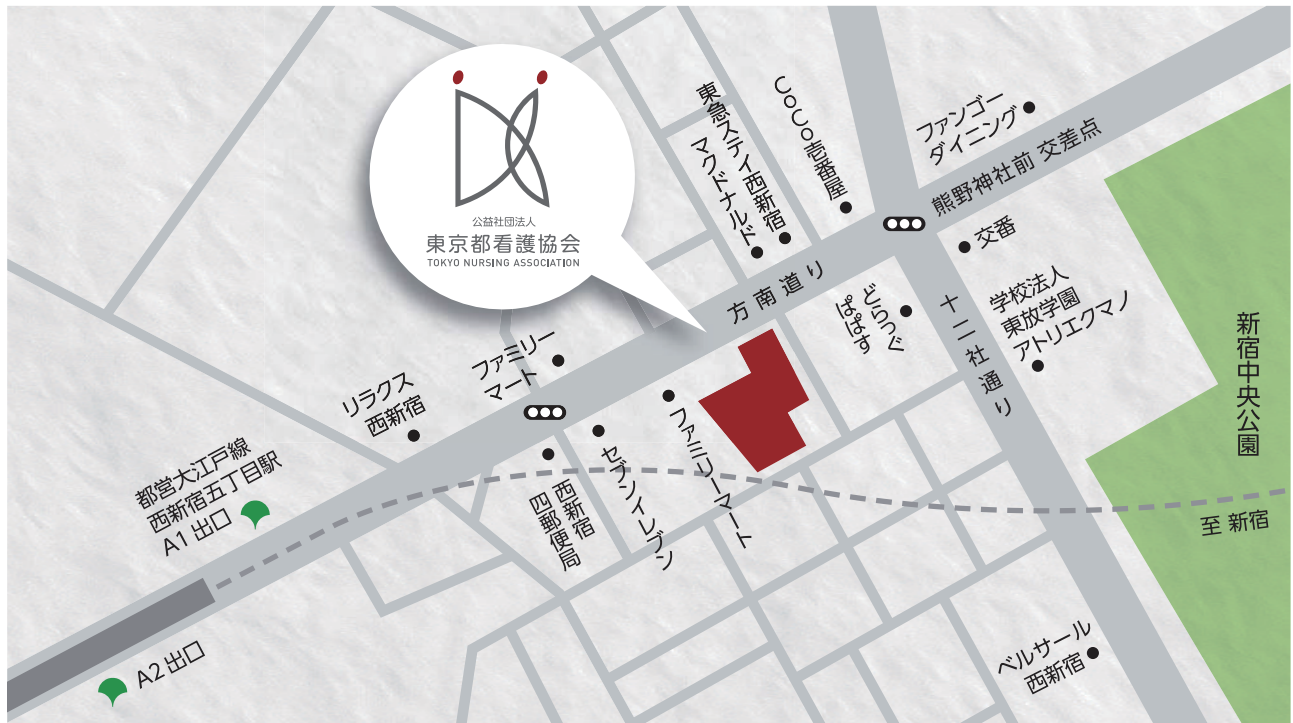 公益社団法人
東京都看護協会
TOKYO NURSING ASSOCIATION
東急ステイ西新宿
マクドナルド
CoCo壱番屋
ファンゴー
ダイニング
熊野神社前 交差点
交番
方南道り
どらっぐ
ぱぱす
十二社通り
学校法人
東放学園
アトリエクマノ
新宿中央公園
ファミリー
マート
リラクス
西新宿
都営大江戸線
西新宿五丁目駅
A1 出口
西新宿
四郵便局
セブンイレブン
ファミリーマート
至 新宿
A2 出口
ベルサール
西新宿